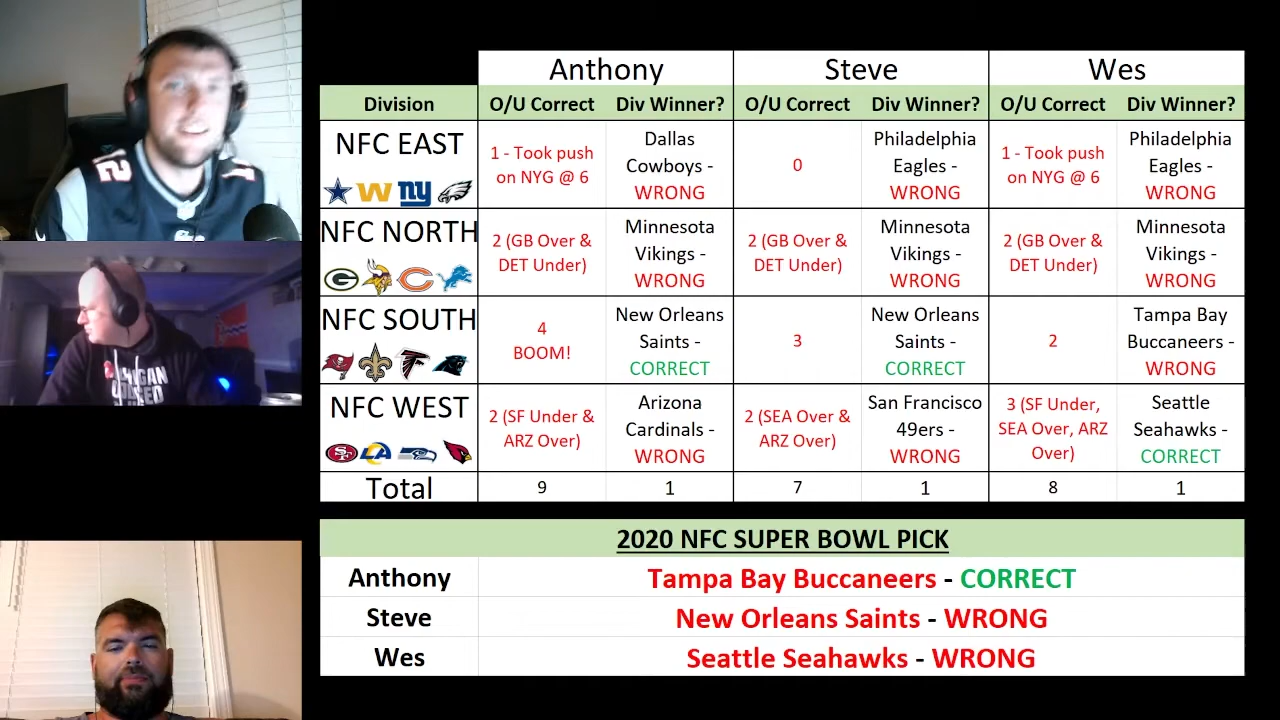 Anthony Steve Wes
Division O/U Correct Div Winner? O/U Correct Div Winner? O/U Correct Div Winner?
NFC EAST
1 - Took push
on NYG @ 6
Dallas
Cowboys -
WRONG
0
Philadelphia
Eagles -
WRONG
1 - Took push
on NYG @ 6
Philadelphia
Eagles -
WRONG
W
ny
NFC NORTH
2 (GB Over &
DET Under)
Minnesota
Vikings -
WRONG
2 (GB Over &
DET Under)
Minnesota
Vikings -
WRONG
2 (GB Over &
DET Under)
Minnesota
Vikings -
WRONG
G
C
NFC SOUTH
4
BOOM!
New Orleans
Saints -
CORRECT
3
New Orleans
Saints -
CORRECT
2
Tampa Bay
Buccaneers -
WRONG
NFC WEST
2 (SF Under &
ARZ Over)
Arizona
Cardinals -
WRONG
2 (SEA Over &
ARZ Over)
San Francisco
49ers -
WRONG
3 (SF Under,
SEA Over, ARZ
Over)
Seattle
Seahawks -
CORRECT
SF
LA
Total 9 1 7 1 8 1
2020 NFC SUPER BOWL PICK
Anthony Tampa Bay Buccaneers - CORRECT
Steve New Orleans Saints - WRONG
Wes Seattle Seahawks - WRONG
12